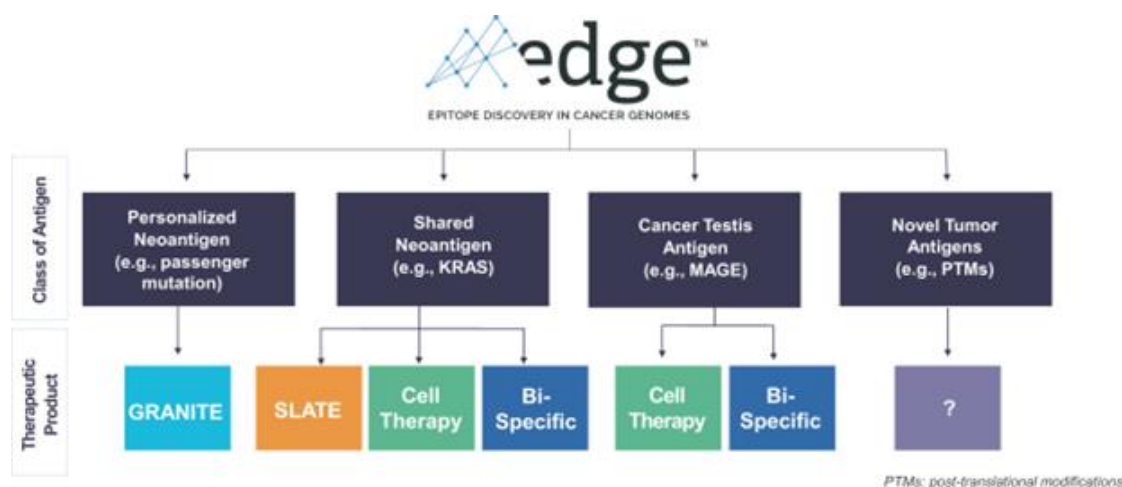 edge™
EPITOPE DISCOVERY IN CANCER GENOMES
Class of Antigen
Personalized
Neoantigen
(e.g., passenger
mutation)
Shared
Neoantigen
(e.g., KRAS)
Cancer Testis
Antigen
(e.g., MAGE)
Novel Tumor
Antigens
(e.g., PTMs)
Therapeutic
Product
GRANITE
SLATE
Cell
Therapy
Bi-
Specific
Cell
Therapy
Bi-
Specific
?
PTMs: post-translational modifications